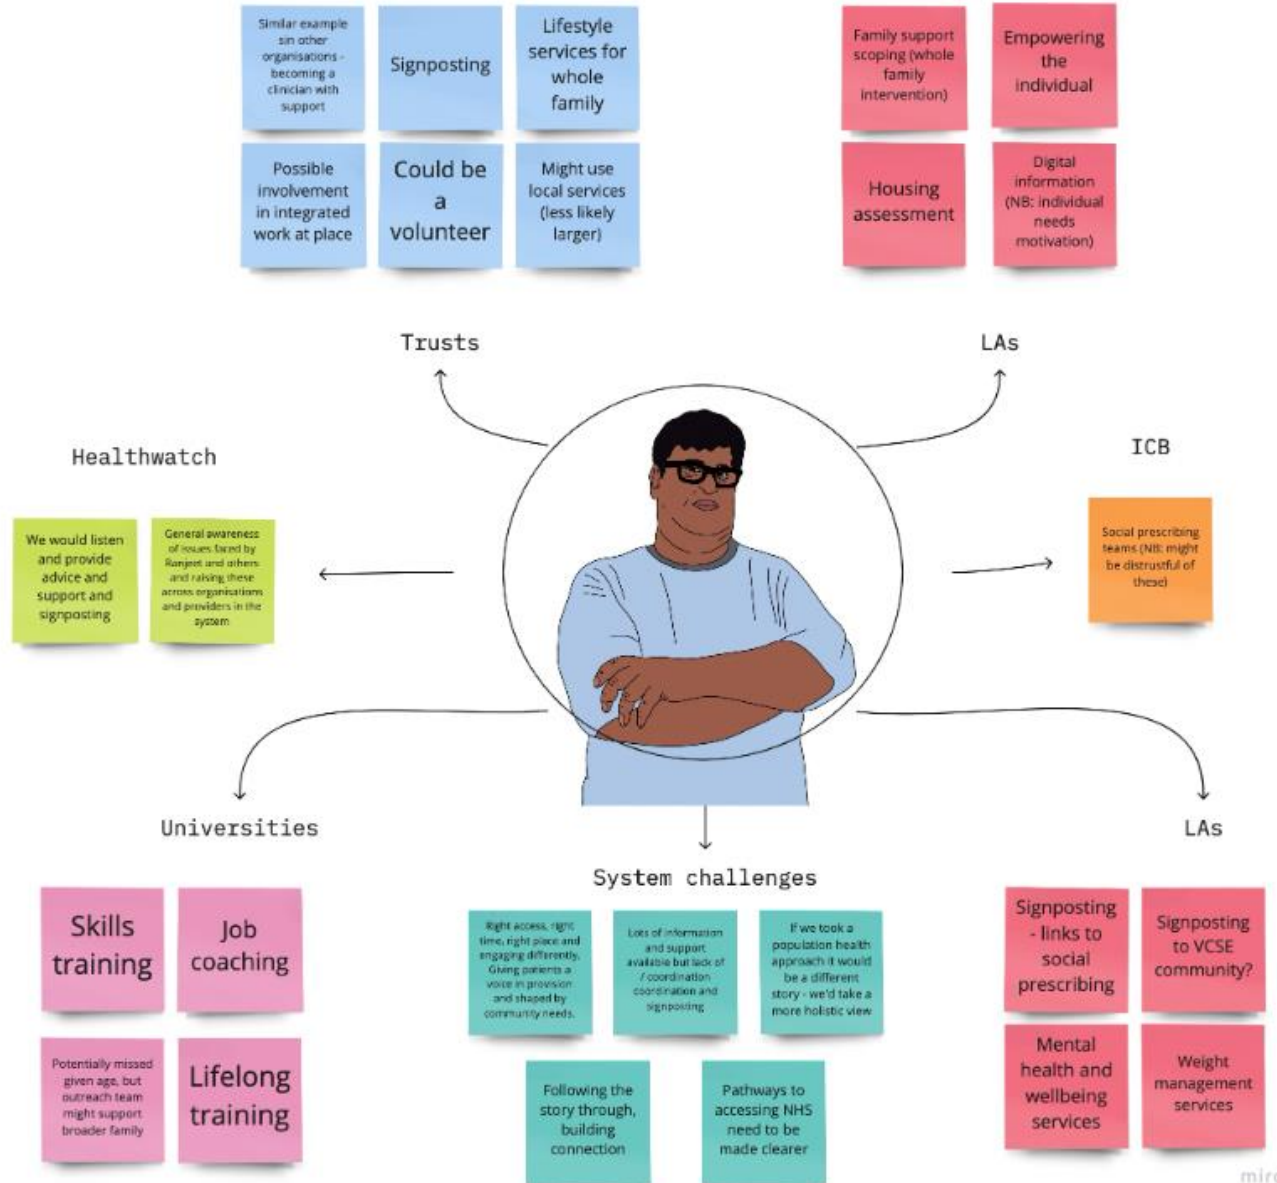 Similar example
sin other
organisations -
becoming a
clinician with
support
Signposting
Lifestyle
services for
whole
family
Possible
involvement
in integrated
work at place
Could be
a
volunteer
Might use
local services
(less likely
larger)
Family support
scoping (whole
family
intervention)
Empowering
the
individual
Housing
assessment
Digital
information
(NB: individual
needs
motivation)
Trusts
LAs
Healthwatch
ICB
We would listen
and provide
advice and
support and
signposting
General awareness
of issues faced by
Ranjeet and others
and raising these
across organisations
and providers in the
system
Social prescribing
teams (NB: might
be distrustful of
these)
Universities
LAs
System challenges
Skills
training
Job
coaching
Potentially missed
given age, but
outreach team
might support
broader family
Lifelong
training
Right access, right
time, right place and
engaging differently.
Giving patients a
voice in provision
and shaped by
community needs.
Lots of information
and support
available but lack of
/ coordination
coordination and
signposting
If we took a
population health
approach it would
be a different
story - we'd take a
more holistic view
Following the
story through,
building
connection
Pathways to
accessing NHS
need to be
made clearer
Signposting
- links to
social
prescribing
Signposting
to VCSE
community?
Mental
health and
wellbeing
services
Weight
management
services
miro